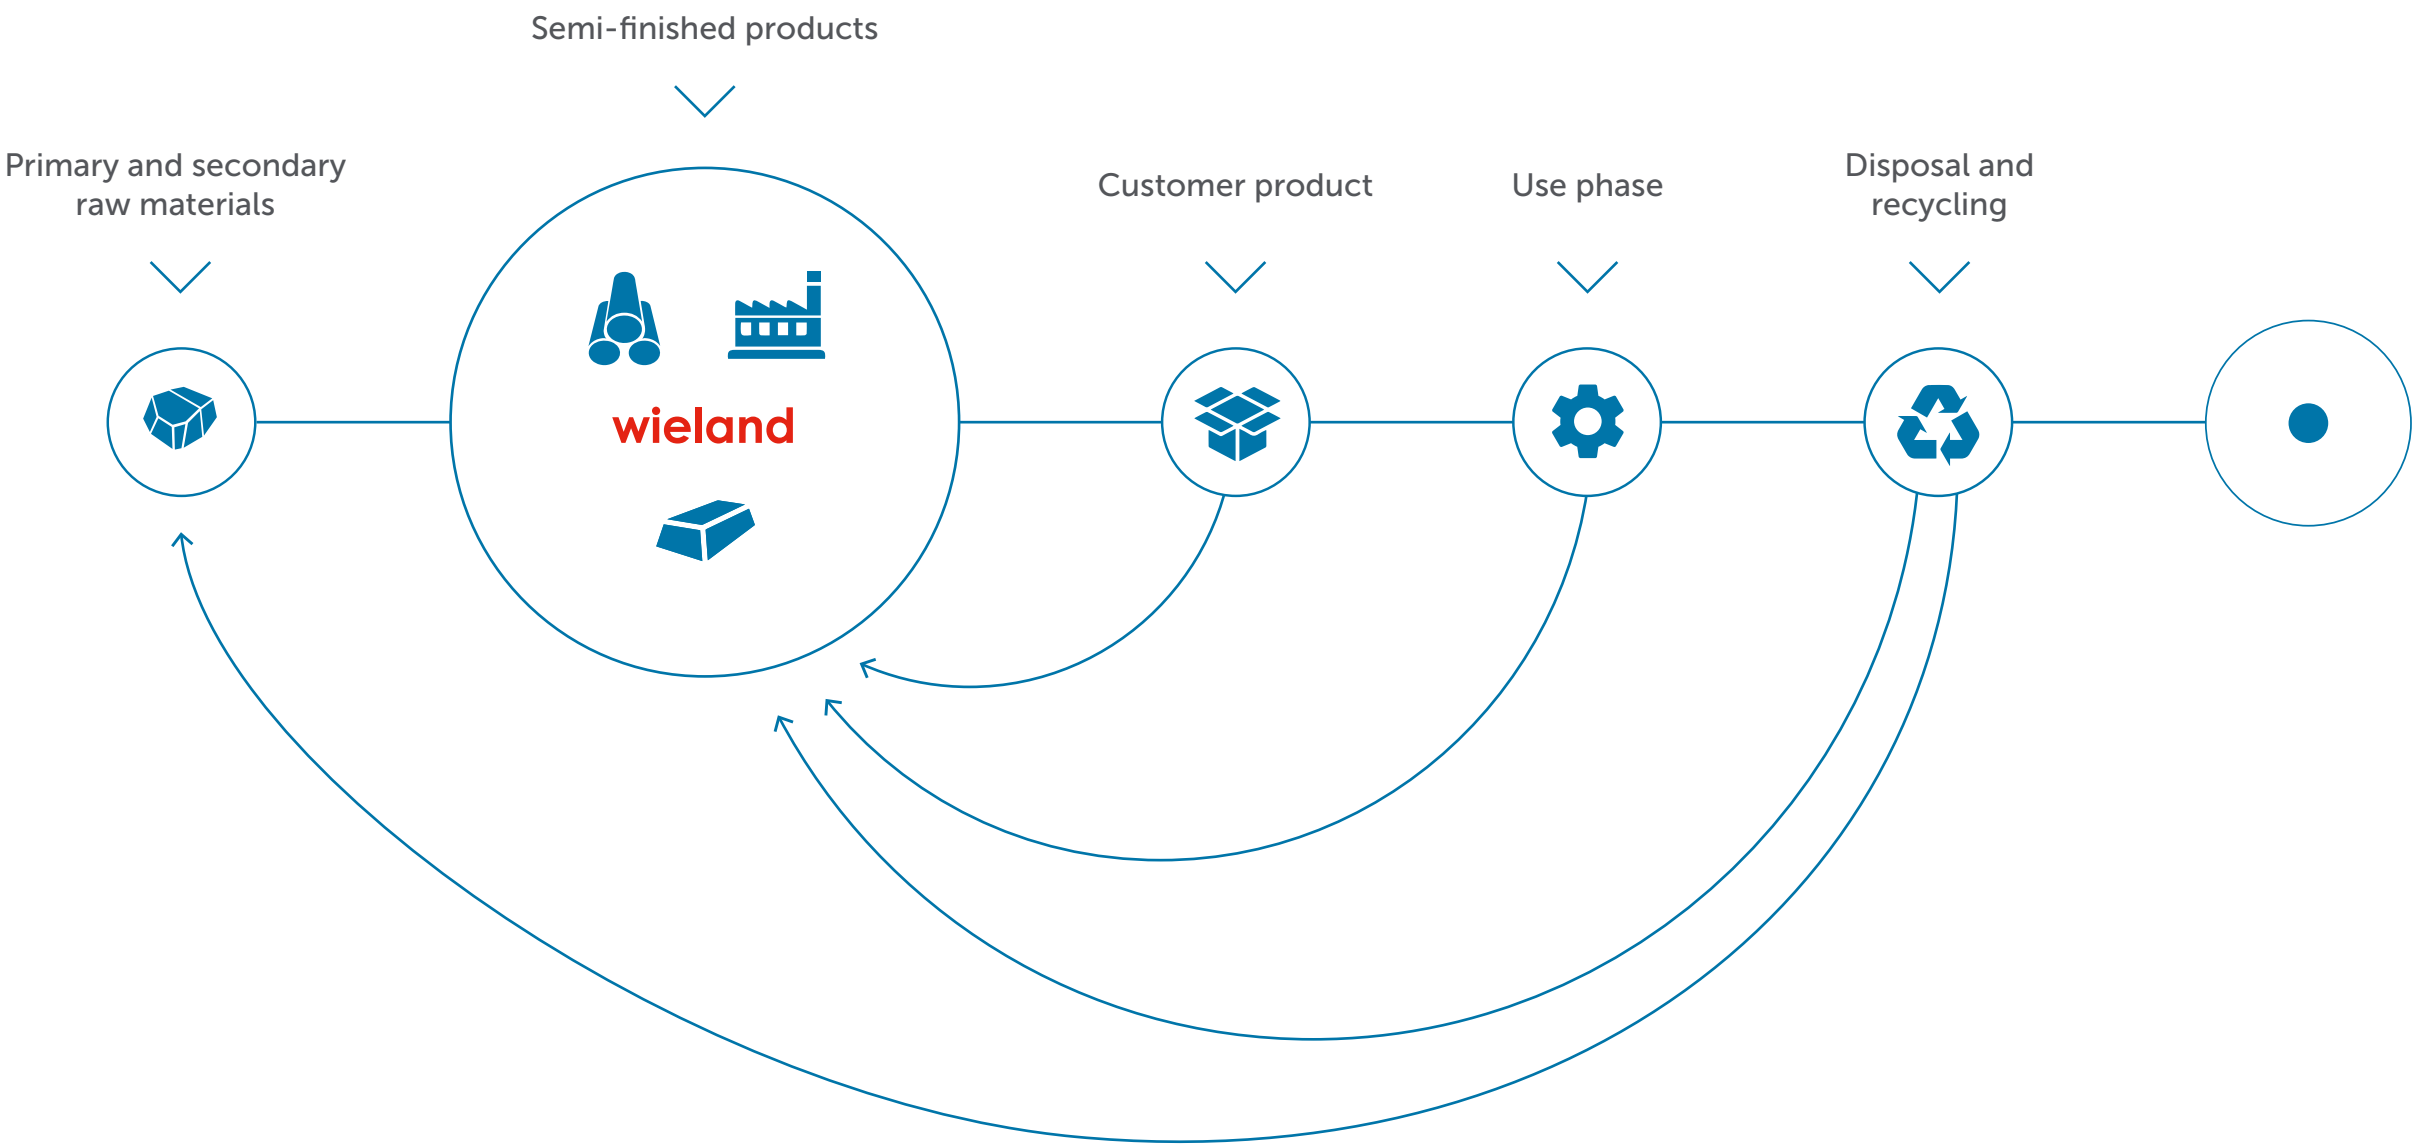 Semi-finished products
Primary and secondary
raw materials
Customer product
Use phase
Disposal and
recycling
wieland